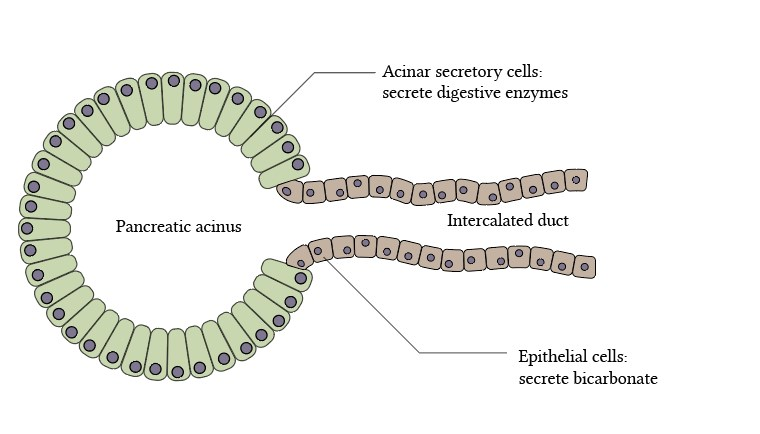 Acinar secretory cells:
secrete digestive enzymes
Pancreatic acinus
Intercalated duct
Epithelial cells:
secrete bicarbonate